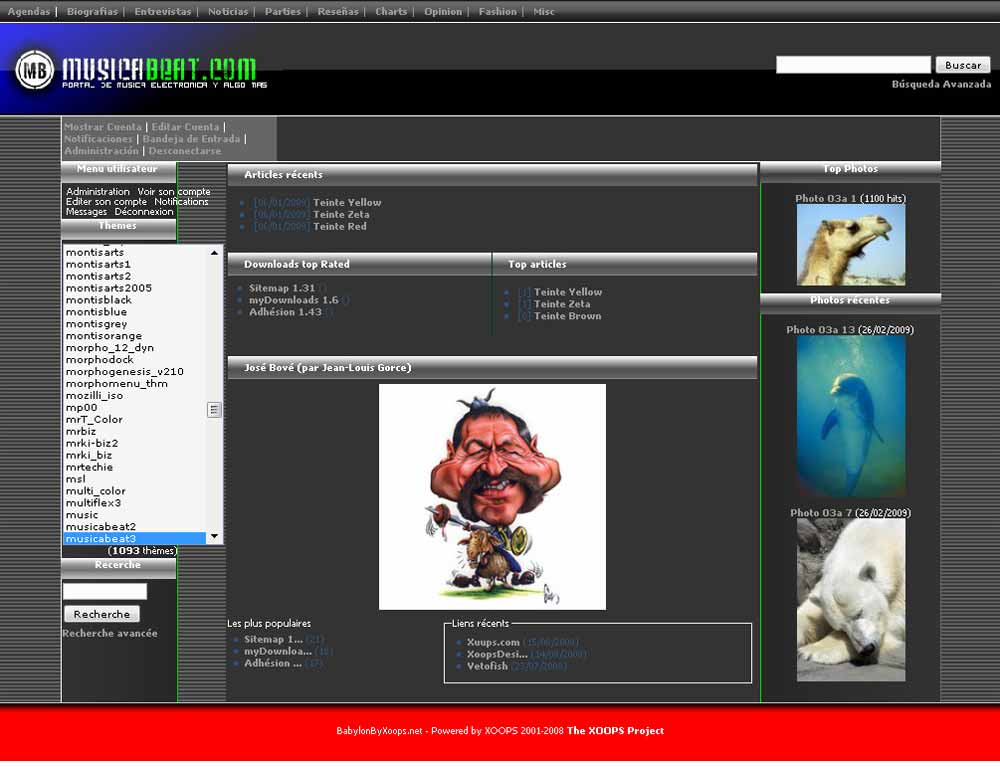 Agendas | Biografias | Entrevistas | Noticias | Parties | Reseñas | Charts | Opinion | Fashion | Misc
MB MUSICABEAT.COM
PORTAL DE MUSICA ELECTRONICA Y ALGO MAS
Buscar
Búsqueda Avanzada
Mostrar Cuenta | Editar Cuenta |
Notificaciones | Bandeja de Entrada |
Administración | Desconectarse
Menu utilisateur
Administration Voir son compte
Editer son compte Notifications
Messages Déconnexion
Themes
montisarts
montisarts1
montisarts2
montisarts2005
montisblack
montisblue
montisgrey
montisorange
morpho_12_dyn
morphodock
morphogenesis_v210
morphomenu_thm
mozilli_iso
mp00
mrT_Color
mrbiz
mrki-biz2
mrki_biz
mrtechie
msl
multi_color
multiflex3
music
musicabeat2
musicabeat3
(1093 thèmes)
Recerche
Recherche
Recherche avancée
Articles récents
[06/01/2009] Teinte Yellow
[06/01/2009] Teinte Zeta
[06/01/2009] Teinte Red
Downloads top Rated
Sitemap 1.31 ()
myDownloads 1.6 ()
Adhésion 1.43 ()
Top articles
[1] Teinte Yellow
[1] Teinte Zeta
[0] Teinte Brown
José Bové (par Jean-Louis Gorce)
Les plus populaires
Sitemap 1... (21)
myDownloa... (18)
Adhésion ... (17)
Liens récents
Xuups.com (15/08/2008)
XoopsDesi... (14/08/2008)
Vetofish (23/07/2008)
Top Photos
Photo 03a 1 (1100 hits)
Photos récentes
Photo 03a 13 (26/02/2009)
Photo 03a 7 (26/02/2009)
BabylonByXoops.net - Powered by XOOPS 2001-2008 The XOOPS Project